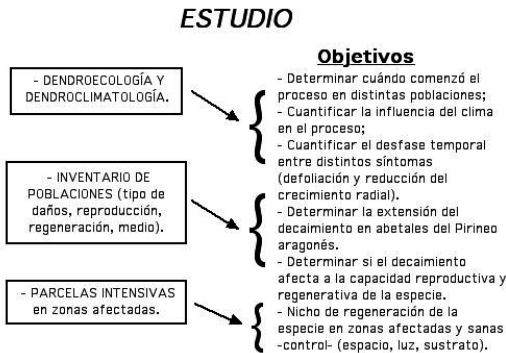 ESTUDIO
Objetivos
- DENDROECOLOGÍA Y
DENDROCLIMATOLOGÍA.
- Determinar cuándo comenzó el
proceso en distintas poblaciones;
- Cuantificar la influencia del clima
en el proceso;
- Cuantificar el desfase temporal
entre distintos síntomas
(defoliación y reducción del
crecimiento radial).
- INVENTARIO DE
POBLACIONES (tipo de
daños, reproducción,
regeneración, medio).
- Determinar la extensión del
decaimiento en abetales del Pirineo
aragonés.
- Determinar si el decaimiento
afecta a la capacidad reproductiva y
regenerativa de la especie.
- PARCELAS INTENSIVAS
en zonas afectadas.
- Nicho de regeneración de la
especie en zonas afectadas y sanas
-control- (espacio, luz, sustrato).